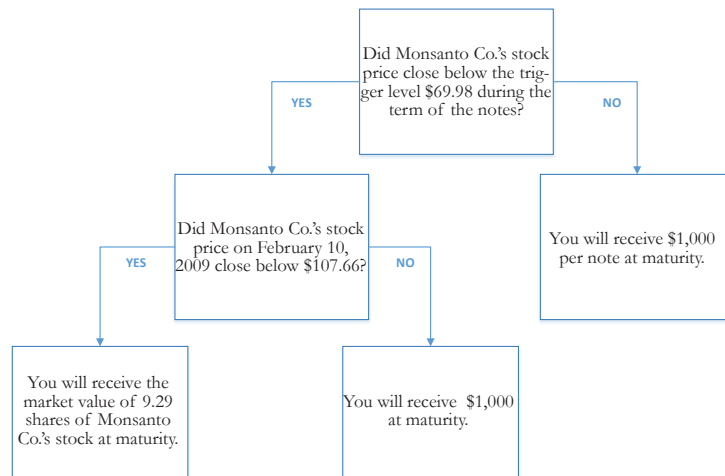 Did Monsanto Co.'s stock
price close below the trig-
ger level $69.98 during the
term of the notes?
YES
NO
Did Monsanto Co.'s stock
price on February 10,
2009 close below $107.66?
You will receive $1,000
per note at maturity.
YES
NO
You will receive the
market value of 9.29
shares of Monsanto
Co.'s stock at maturity.
You will receive $1,000
at maturity.